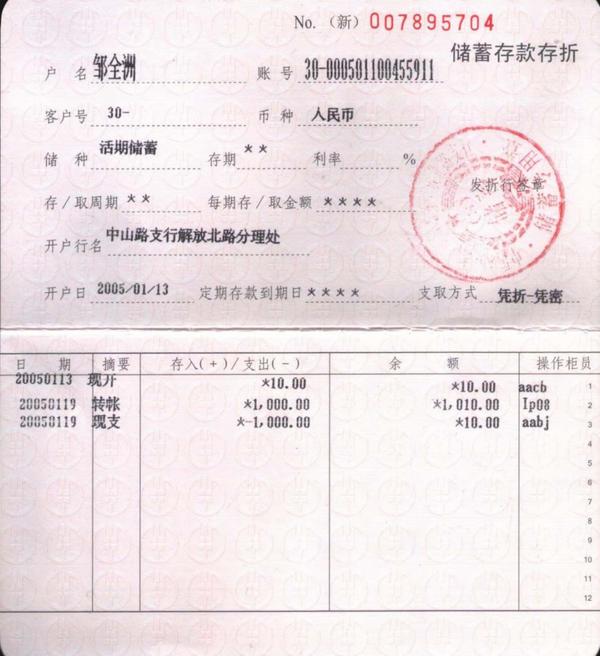 No. （新） 007895704
储蓄存款存折
户 名 邹全洲 账 号 30-000501100455911
客户号 30- 币 种 人民币
储 种 活期储蓄 存期 ** 利率 %
存/取周期 ** 每期存/取金额 **** 发折行签章
开户行名 中山路支行解放北路分理处
开户日 2005/01/13 定期存款到期日 **** 支取方式 凭折-凭密
日 期 摘要 存入(+)/支出(-) 余 额 操作柜员
20050113 现开 *10.00 *10.00 aacb 1
20050119 转帐 *1,000.00 *1,010.00 Ip08 2
20050119 现支 *-1,000.00 *10.00 aabj 3
4
5
6
7
8
9
10
11
12